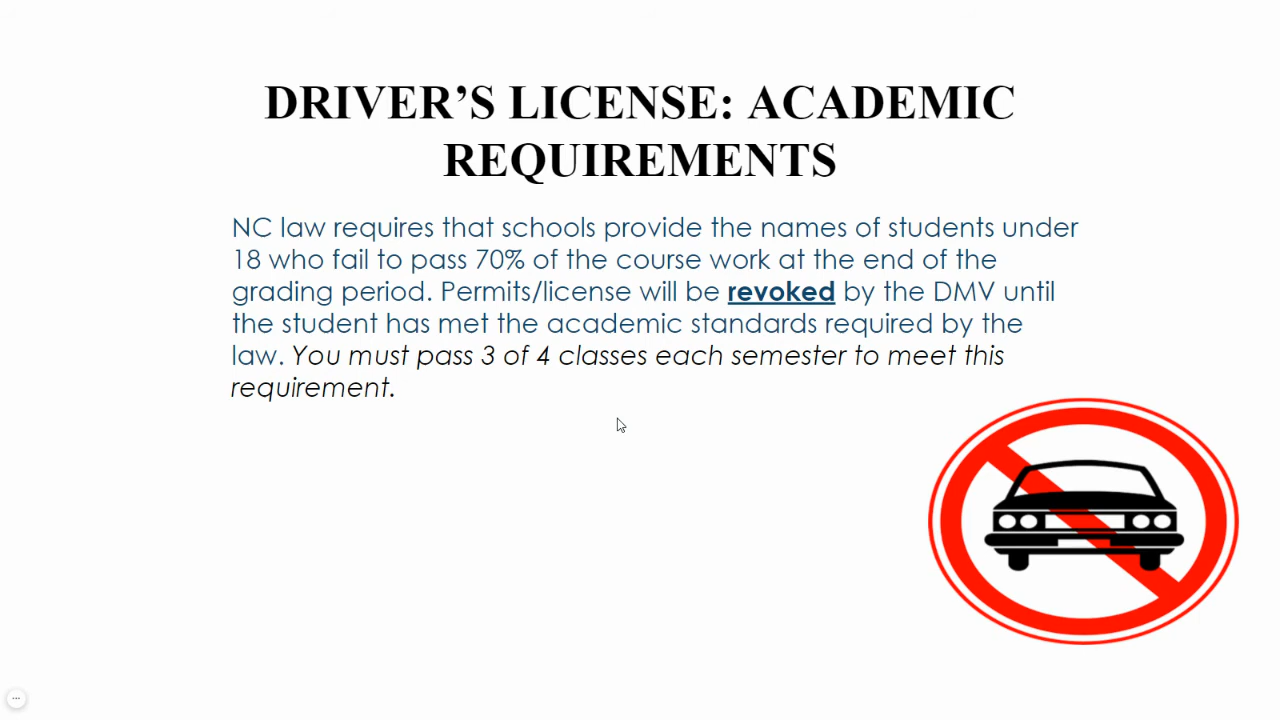 DRIVER’S LICENSE: ACADEMIC
REQUIREMENTS
NC law requires that schools provide the names of students under
18 who fail to pass 70% of the course work at the end of the
grading period. Permits/license will be revoked by the DMV until
the student has met the academic standards required by the
law. You must pass 3 of 4 classes each semester to meet this
requirement.